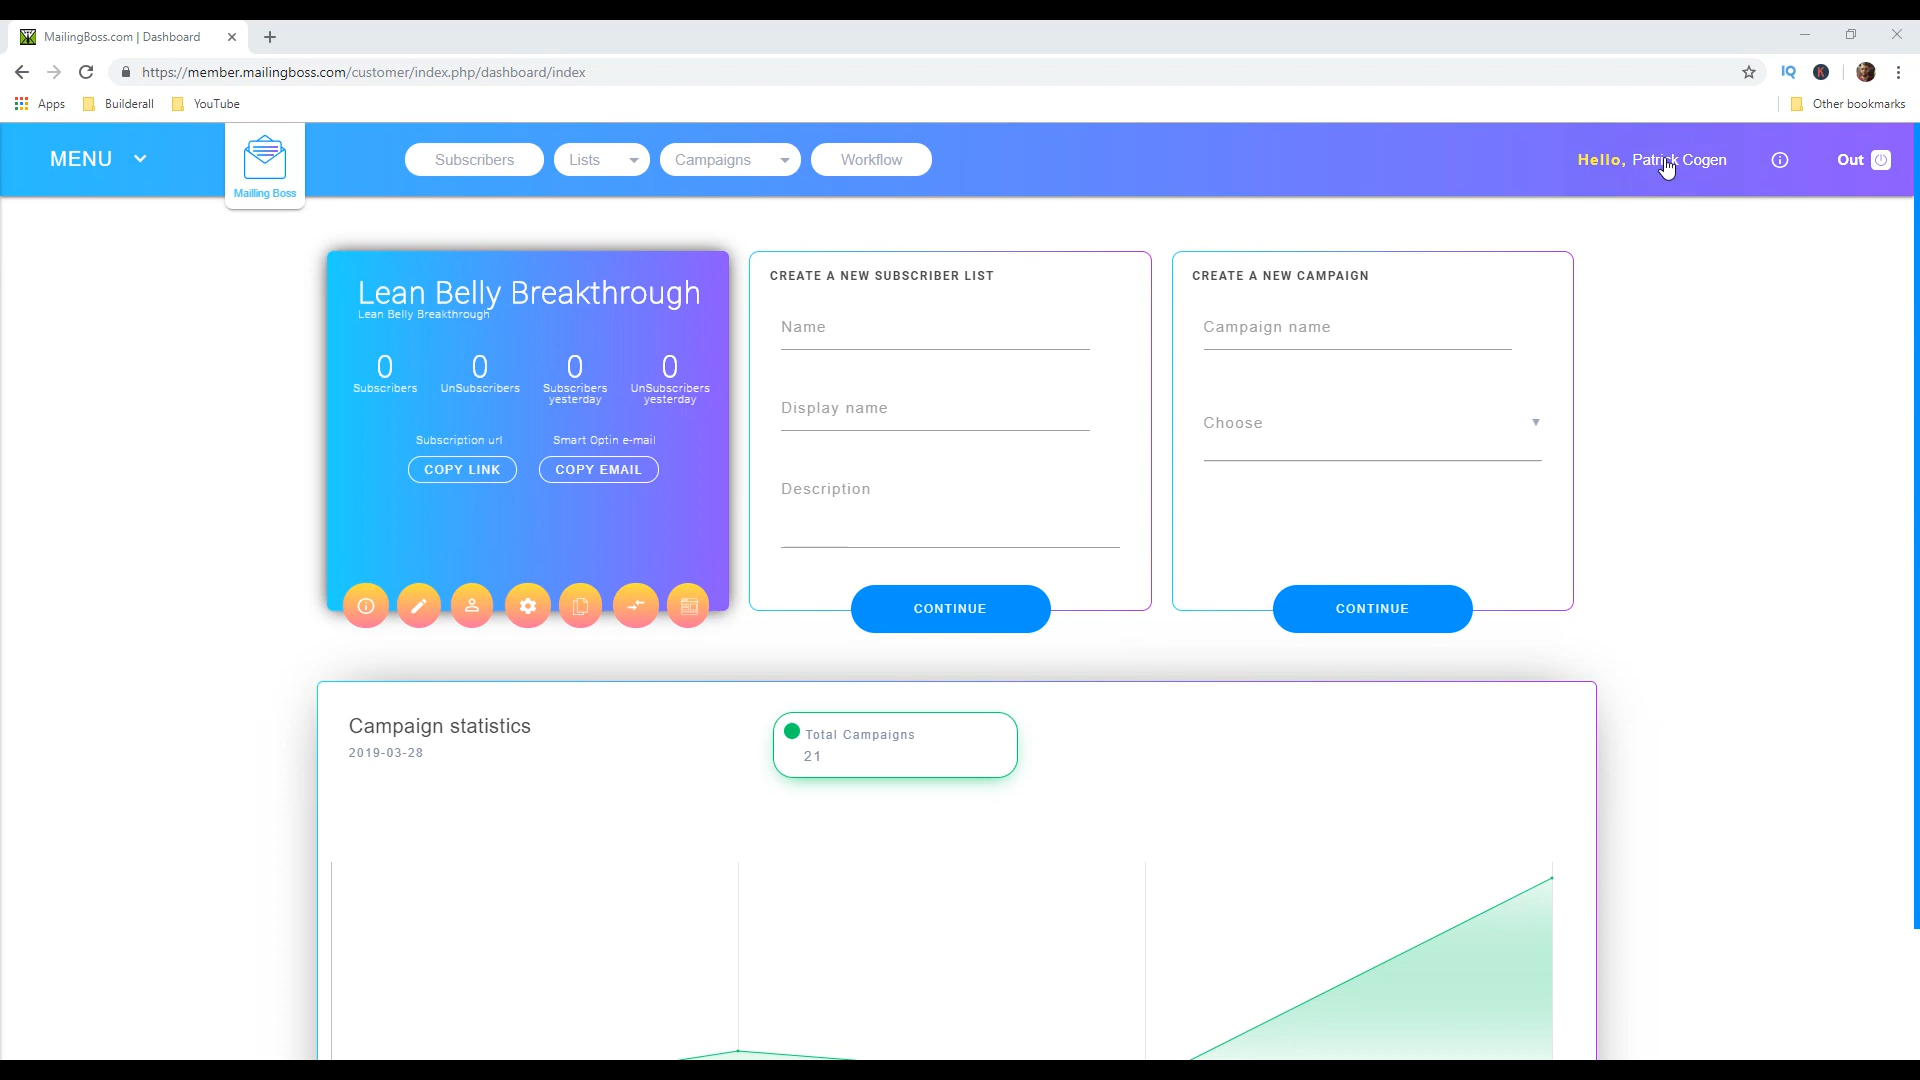 MailingBoss.com | Dashboard
https://member.mailingboss.com/customer/index.php/dashboard/index
IQ
K
Apps
Builderall
YouTube
Other bookmarks
MENU
Mailling Boss
Subscribers
Lists
Campaigns
Workflow
Hello, Patrick Cogen
Out
Lean Belly Breakthrough
Lean Belly Breakthrough
0
Subscribers
0
UnSubscribers
0
Subscribers
yesterday
0
UnSubscribers
yesterday
Subscription url
COPY LINK
Smart Optin e-mail
COPY EMAIL
CREATE A NEW SUBSCRIBER LIST
Name
Display name
Description
CONTINUE
CREATE A NEW CAMPAIGN
Campaign name
Choose
CONTINUE
Campaign statistics
2019-03-28
Total Campaigns
21